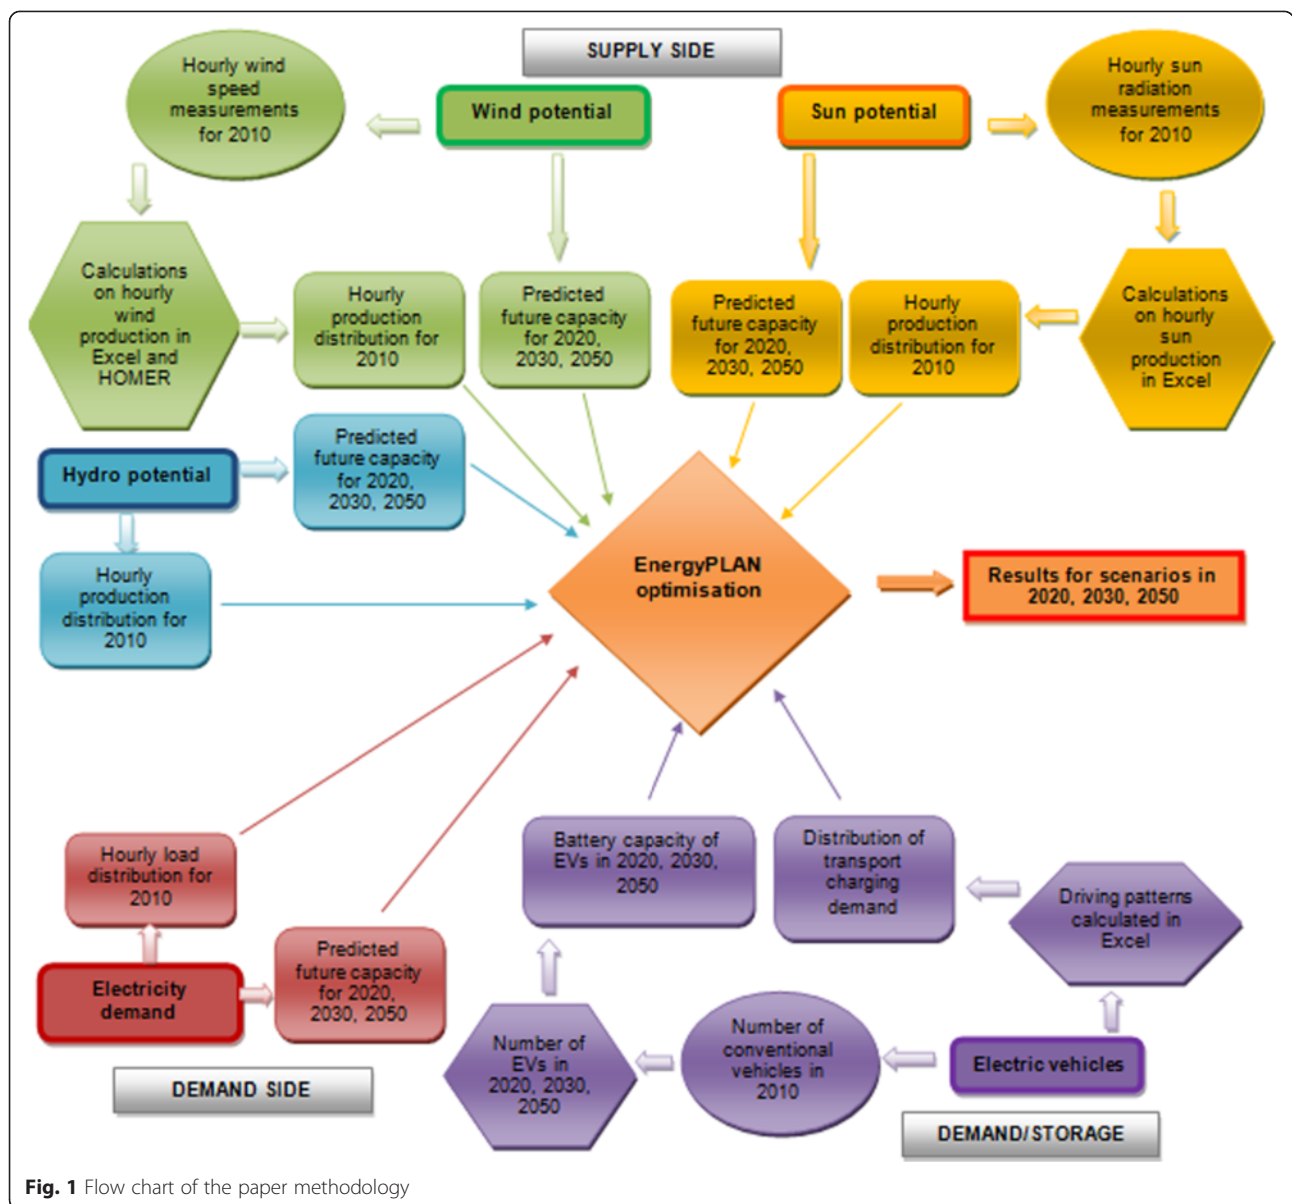 SUPPLY SIDE
Hourly wind
speed
measurements
for 2010
Wind potential
Sun potential
Hourly sun
radiation
measurements
for 2010
Calculations
on hourly
wind
production in
Excel and
HOMER
Hourly
production
distribution for
2010
Predicted
future capacity
for 2020,
2030, 2050
Predicted
future capacity
for 2020,
2030, 2050
Hourly
production
distribution for
2010
Calculations
on hourly
sun
production
in Excel
Hydro potential
Predicted
future capacity
for 2020,
2030, 2050
Hourly
production
distribution for
2010
EnergyPLAN
optimisation
Results for scenarios in
2020, 2030, 2050
Hourly load
distribution for
2010
Electricity
demand
Predicted
future capacity
for 2020,
2030, 2050
DEMAND SIDE
Battery capacity of
EVs in 2020, 2030,
2050
Distribution of
transport
charging
demand
Driving patterns
calculated in
Excel
Number of
EVs in
2020, 2030,
2050
Number of
conventional
vehicles in
2010
Electric vehicles
DEMAND/STORAGE
Fig. 1 Flow chart of the paper methodology